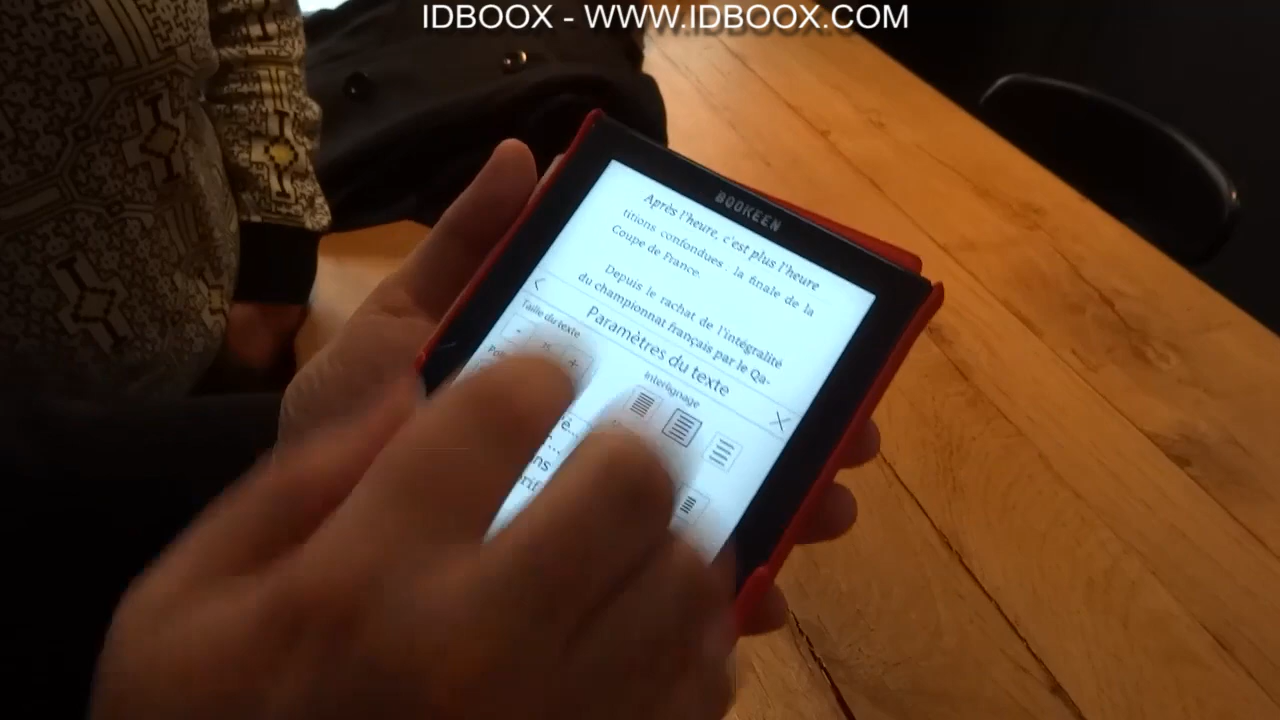 IDBOOX - WWW.IDBOOX.COM
BOOKEEN
Après l'heure, c'est plus l'heure
titions confondues : la finale de la
Coupe de France.
Depuis le rachat de l'intégralité
du championnat français par le Qa-
Paramètres du texte
Taille du texte
- +
Interlignage
é...
...
ns